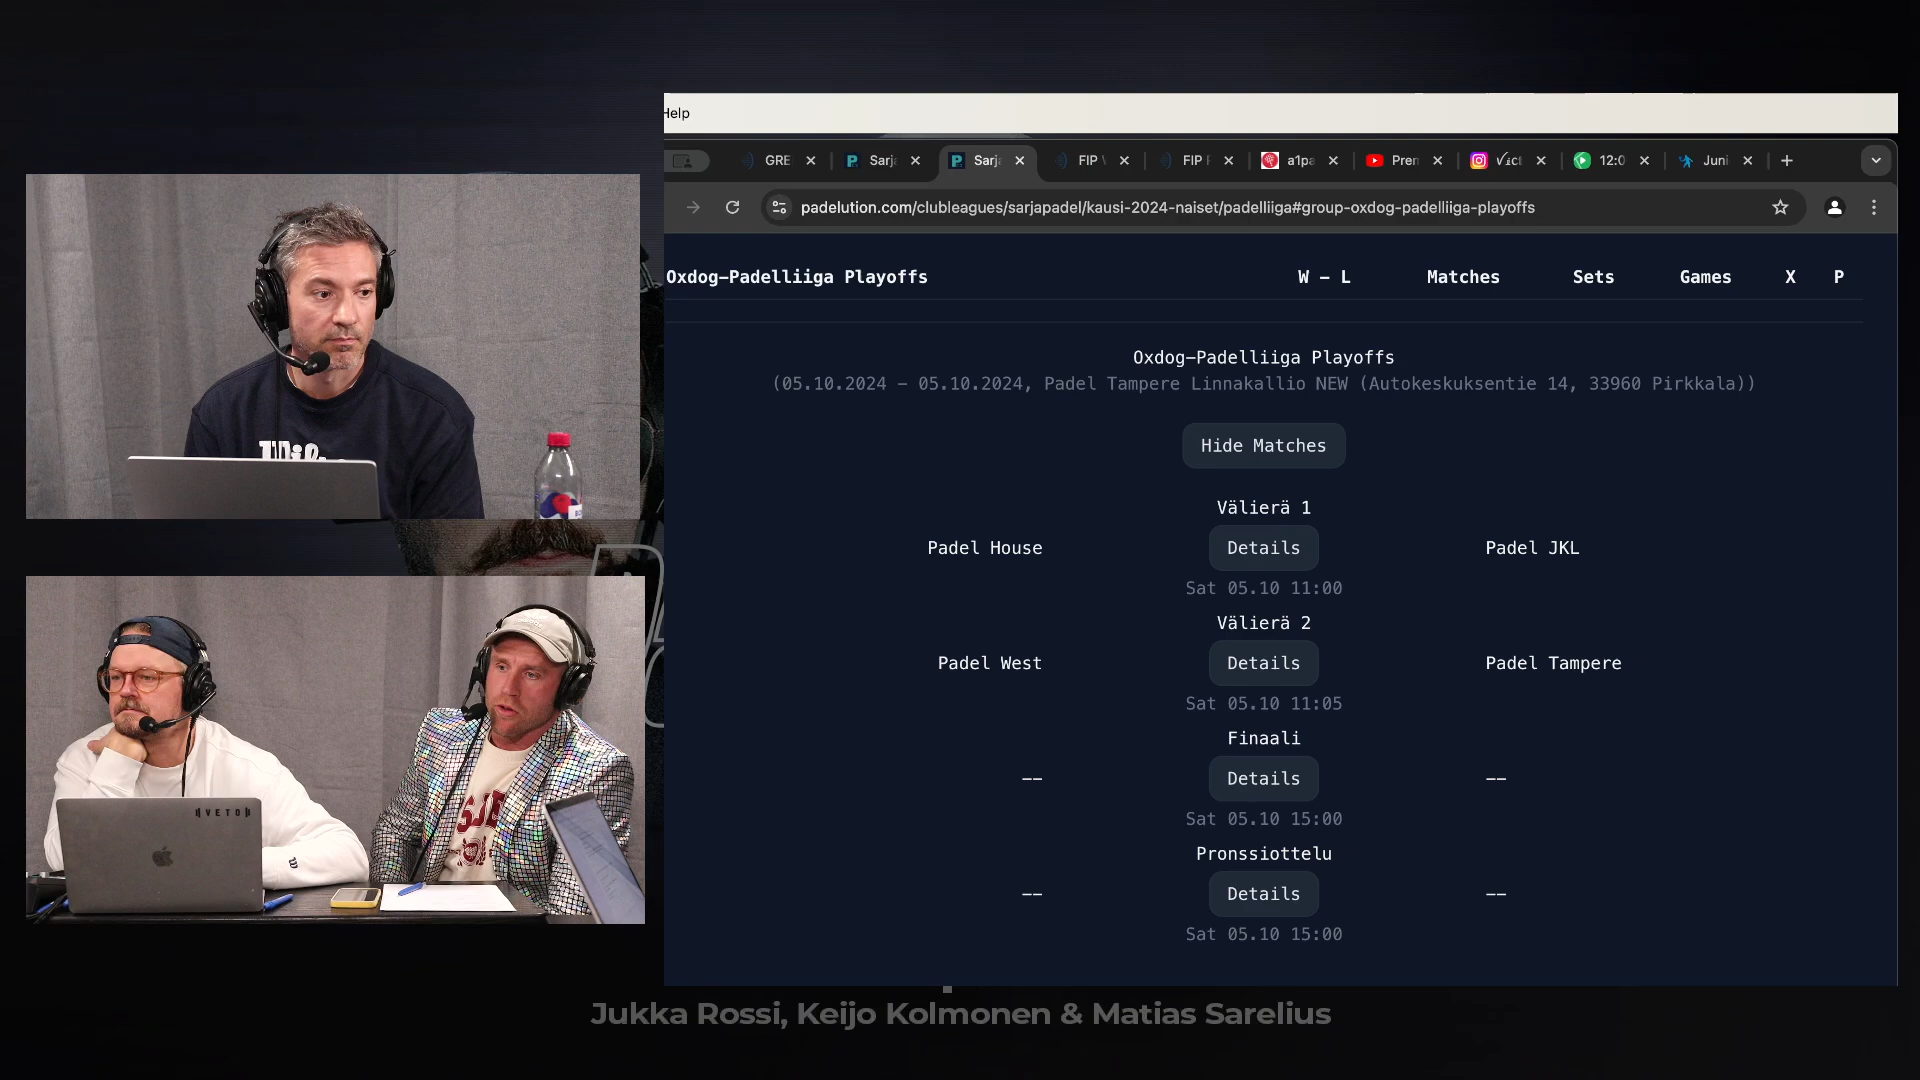 Help
GRE
Sarj
Sarj
FIP
FIP
a1pa
Pren
12:0
Juni
padelution.com/clubleagues/sarjapadel/kausi-2024-naiset/padelliiga#group-oxdog-padelliiga-playoffs
Oxdog-Padelliiga Playoffs W - L Matches Sets Games X P
Oxdog-Padelliiga Playoffs
(05.10.2024 - 05.10.2024, Padel Tampere Linnakallio NEW (Autokeskuksentie 14, 33960 Pirkkala))
Hide Matches
Välierä 1
Padel House Details Padel JKL
Sat 05.10 11:00
Välierä 2
Padel West Details Padel Tampere
Sat 05.10 11:05
Finaali
-- Details --
Sat 05.10 15:00
Pronssiottelu
-- Details --
Sat 05.10 15:00
VETO
Jukka Rossi, Keijo Kolmonen & Matias Sarelius